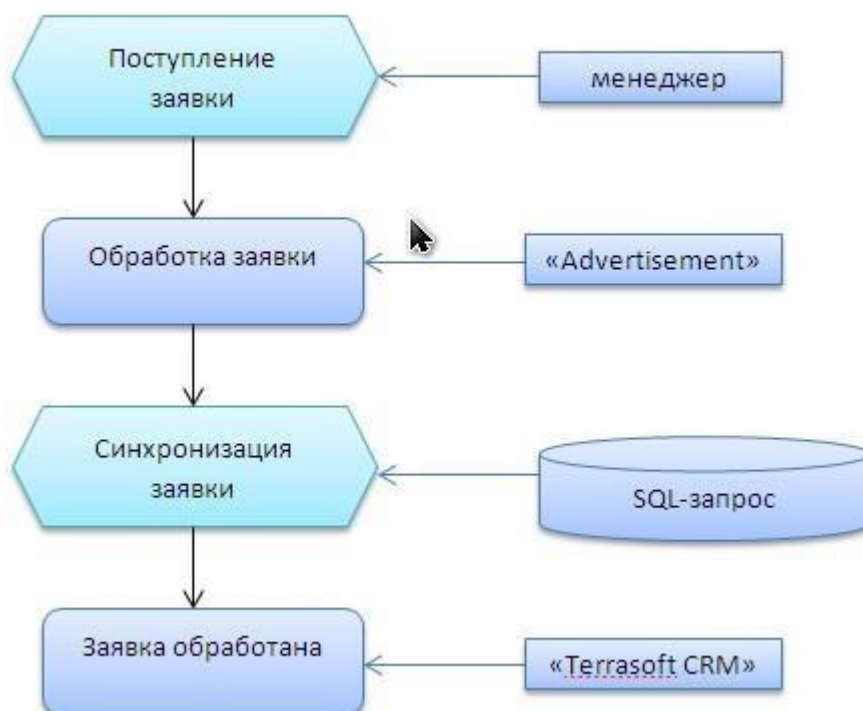 Поступление
заявки
менеджер
Обработка заявки
«Advertisement»
Синхронизация
заявки
SQL-запрос
Заявка обработана
«Terrasoft CRM»